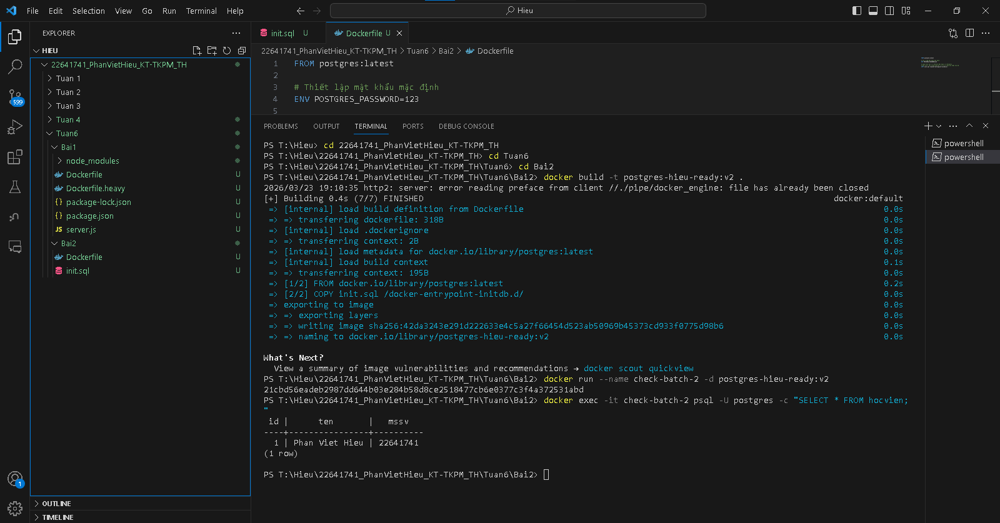 File Edit Selection View Go Run Terminal Help
Hieu
EXPLORER
HIEU
22641741_PhanVietHieu_KT-TKPM_TH
Tuan 1
Tuan 2
Tuan 3
Tuan 4
Tuan6
Bai1
node_modules
Dockerfile U
Dockerfile.heavy U
package-lock.json U
package.json U
JS server.js U
Bai2
Dockerfile U
init.sql U
OUTLINE
TIMELINE
599
1
init.sql U
Dockerfile U
22641741_PhanVietHieu_KT-TKPM_TH > Tuan6 > Bai2 > Dockerfile
1 FROM postgres:latest
2
3 # Thiết lập mật khẩu mặc định
4 ENV POSTGRES_PASSWORD=123
5
PROBLEMS OUTPUT TERMINAL PORTS DEBUG CONSOLE
powershell
powershell
PS T:\Hieu> cd 22641741_PhanVietHieu_KT-TKPM_TH
PS T:\Hieu\22641741_PhanVietHieu_KT-TKPM_TH> cd Tuan6
PS T:\Hieu\22641741_PhanVietHieu_KT-TKPM_TH\Tuan6> cd Bai2
PS T:\Hieu\22641741_PhanVietHieu_KT-TKPM_TH\Tuan6\Bai2> docker build -t postgres-hieu-ready:v2 .
2026/03/23 19:10:35 http2: server: error reading preface from client //./pipe/docker_engine: file has already been closed
[+] Building 0.4s (7/7) FINISHED docker:default
=> [internal] load build definition from Dockerfile 0.0s
=> => transferring dockerfile: 318B 0.0s
=> [internal] load .dockerignore 0.0s
=> => transferring context: 2B 0.0s
=> [internal] load metadata for docker.io/library/postgres:latest 0.0s
=> [internal] load build context 0.1s
=> => transferring context: 195B 0.0s
=> [1/2] FROM docker.io/library/postgres:latest 0.2s
=> [2/2] COPY init.sql /docker-entrypoint-initdb.d/ 0.0s
=> exporting to image 0.0s
=> => exporting layers 0.0s
=> => writing image sha256:42da3243e291d222633e4c5a27f66454d523ab50969b45373cd933f0775d98b6 0.0s
=> => naming to docker.io/library/postgres-hieu-ready:v2 0.0s
What's Next?
View a summary of image vulnerabilities and recommendations → docker scout quickview
PS T:\Hieu\22641741_PhanVietHieu_KT-TKPM_TH\Tuan6\Bai2> docker run --name check-batch-2 -d postgres-hieu-ready:v2
21cbd56eadeb2987dd644b03e284b58d8ce2518477cb6e0377c3f4a372531abd
PS T:\Hieu\22641741_PhanVietHieu_KT-TKPM_TH\Tuan6\Bai2> docker exec -it check-batch-2 psql -U postgres -c "SELECT * FROM hocvien;
"
id | ten | mssv
----+----------------+----------
1 | Phan Viet Hieu | 22641741
(1 row)
PS T:\Hieu\22641741_PhanVietHieu_KT-TKPM_TH\Tuan6\Bai2>